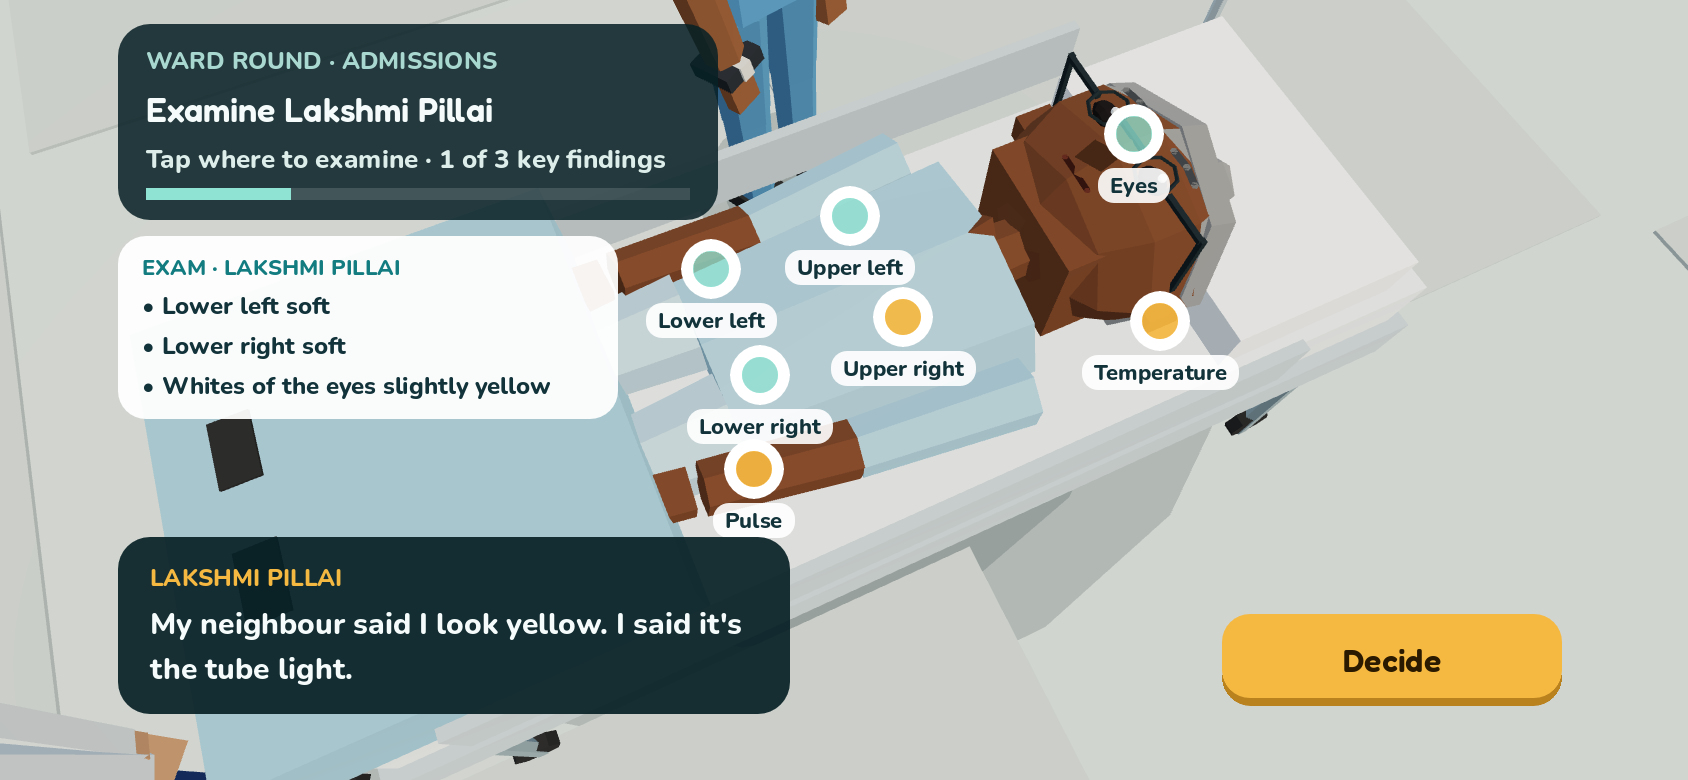 WARD ROUND · ADMISSIONS
Examine Lakshmi Pillai
Tap where to examine · 1 of 3 key findings
EXAM · LAKSHMI PILLAI
• Lower left soft
• Lower right soft
• Whites of the eyes slightly yellow
Eyes
Upper left
Lower left
Upper right
Temperature
Lower right
Pulse
LAKSHMI PILLAI
My neighbour said I look yellow. I said it's
the tube light.
Decide